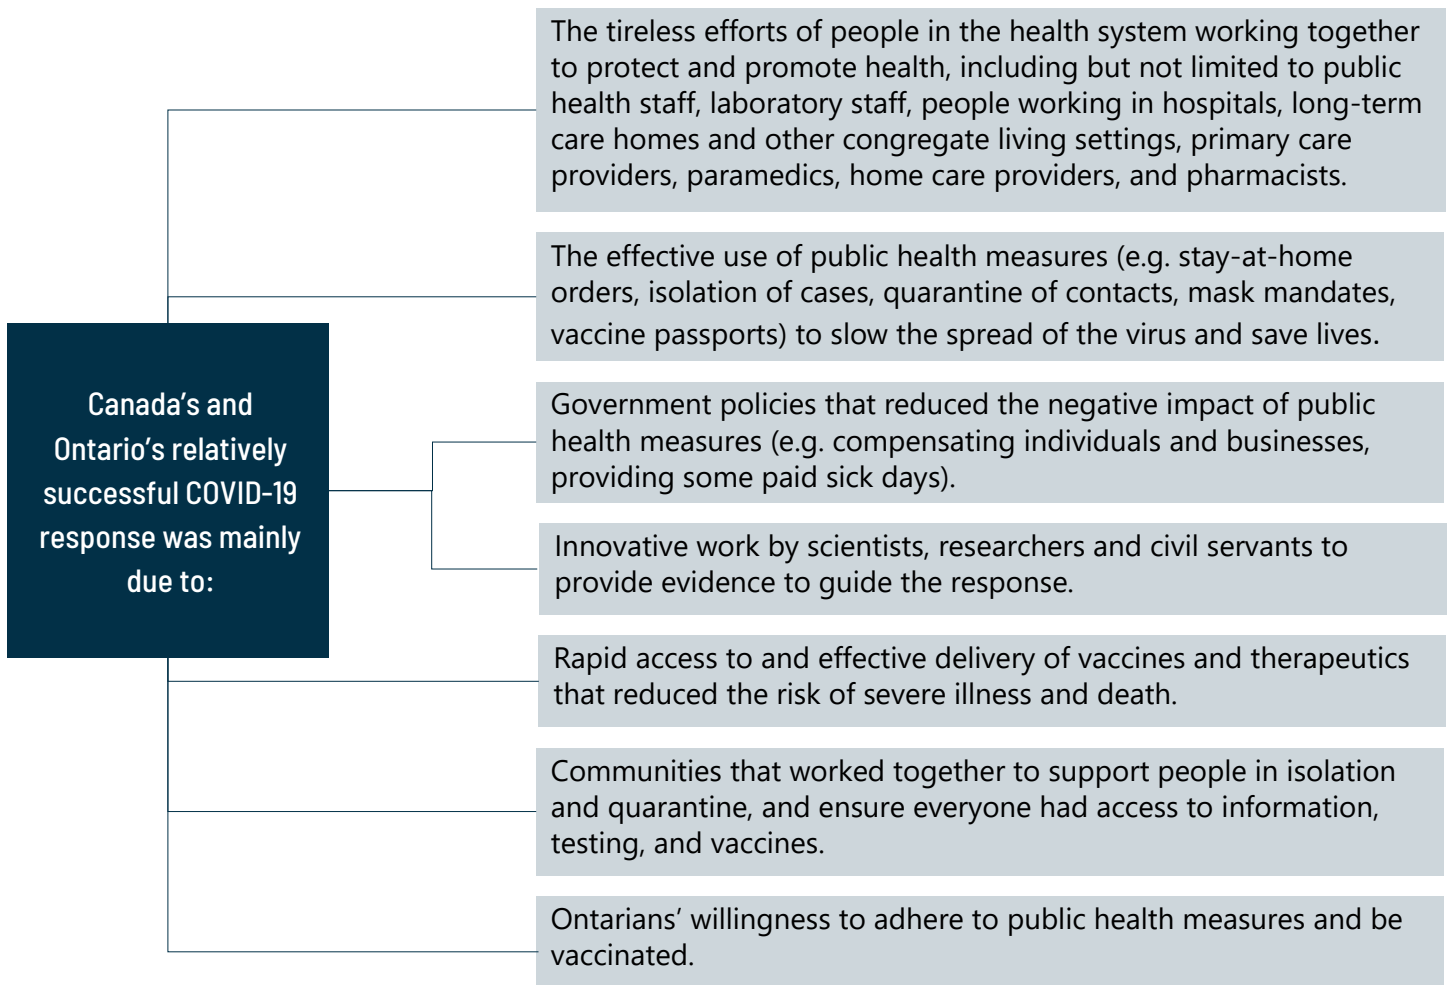 The tireless efforts of people in the health system working together
to protect and promote health, including but not limited to public
health staff, laboratory staff, people working in hospitals, long-term
care homes and other congregate living settings, primary care
providers, paramedics, home care providers, and pharmacists.
The effective use of public health measures (e.g. stay-at-home
orders, isolation of cases, quarantine of contacts, mask mandates,
vaccine passports) to slow the spread of the virus and save lives.
Canada’s and
Ontario’s relatively
successful COVID-19
response was mainly
due to:
Government policies that reduced the negative impact of public
health measures (e.g. compensating individuals and businesses,
providing some paid sick days).
Innovative work by scientists, researchers and civil servants to
provide evidence to guide the response.
Rapid access to and effective delivery of vaccines and therapeutics
that reduced the risk of severe illness and death.
Communities that worked together to support people in isolation
and quarantine, and ensure everyone had access to information,
testing, and vaccines.
Ontarians’ willingness to adhere to public health measures and be
vaccinated.